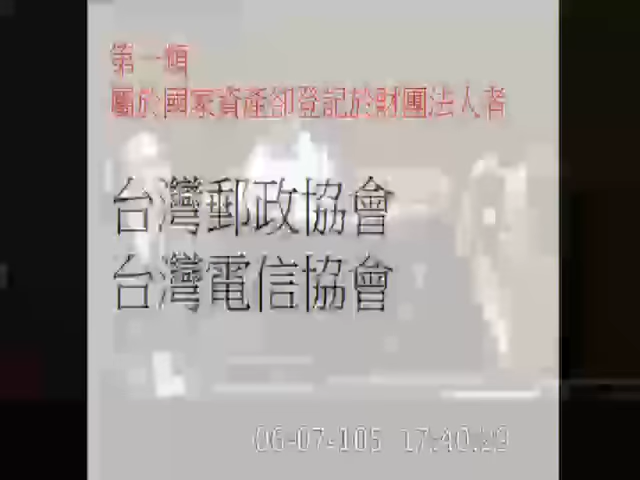 第一類
屬於國家資產卻登記於財團法人者
台灣郵政協會
台灣電信協會
06-07-105 17:40:29